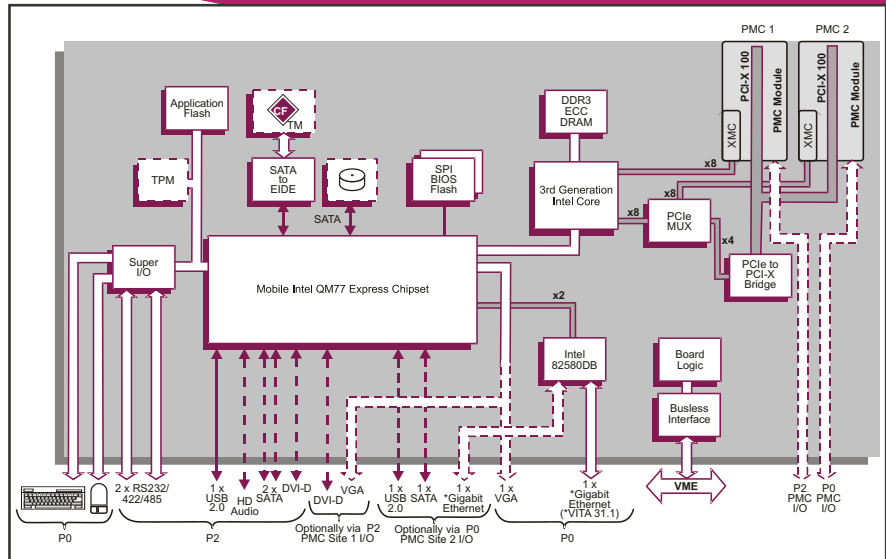 PMC 1
PMC 2
PCI-X 100
PMC Module
XMC
PCI-X 100
PMC Module
XMC
Application
Flash
CF
TM
DDR3
ECC
DRAM
TPM
SATA
to
EIDE
SPI
BIOS
Flash
3rd Generation
Intel Core
x8
x8
x8
PCIe
MUX
x4
SATA
Super
I/O
Mobile Intel QM77 Express Chipset
PCIe to
PCI-X
Bridge
x2
Intel
82580DB
Board
Logic
Busless
Interface
VME
2 x RS232/
422/485
1 x
USB
2.0
HD
Audio
2 x
SATA
DVI-D
DVI-D
VGA
1 x
USB
2.0
1 x
SATA
1 x
*Gigabit
Ethernet
1 x
VGA
1 x
*Gigabit
Ethernet
(*VITA 31.1)
P2
PMC
I/O
P0
PMC
I/O
P0
P2
Optionally via P2
PMC Site 1 I/O
Optionally via P0
PMC Site 2 I/O
P0